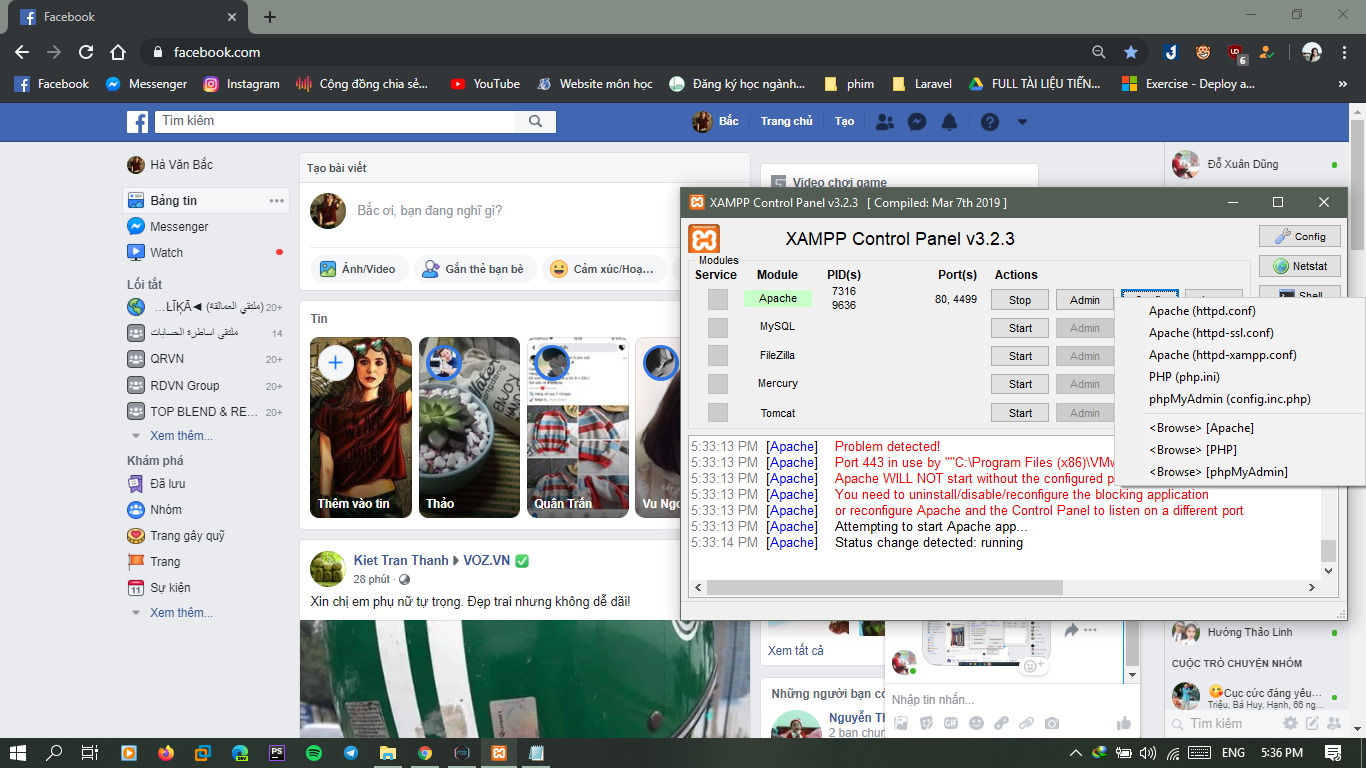 Facebook
facebook.com
6
Facebook
Messenger
Instagram
Cộng đồng chia sẻ...
YouTube
Website môn học
Đăng ký học ngành...
phim
Laravel
FULL TÀI LIỆU TIẾN...
Exercise - Deploy a...
»
Tìm kiếm
Bắc
Trang chủ
Tạo
Hà Văn Bắc
Bảng tin
Messenger
Watch
Lối tắt
20+
ملتقى اساطرة الحسابات
14
QRVN
20+
RDVN Group
20+
TOP BLEND & RE...
20+
Xem thêm...
Khám phá
Đã lưu
Nhóm
Trang gây quỹ
Trang
Sự kiện
11
Xem thêm...
Tạo bài viết
Bắc ơi, bạn đang nghĩ gì?
Ảnh/Video
Gắn thẻ bạn bè
Cảm xúc/Hoạ...
Tin
Thêm vào tin
Thảo
Quân Trấn
Vu Ngo
Kiet Tran Thanh
VOZ.VN
28 phút
Xin chị em phụ nữ tự trọng. Đẹp trai nhưng không dễ dãi!
Video chơi game
Đỗ Xuân Dũng
XAMPP Control Panel v3.2.3 [ Compiled: Mar 7th 2019 ]
XAMPP Control Panel v3.2.3
Config
Netstat
Shell
Modules
Service
Module
PID(s)
Port(s)
Actions
Apache
7316
9636
80, 4499
Stop
Admin
MySQL
Start
Admin
FileZilla
Start
Admin
Mercury
Start
Admin
Tomcat
Start
Admin
Apache (httpd.conf)
Apache (httpd-ssl.conf)
Apache (httpd-xampp.conf)
PHP (php.ini)
phpMyAdmin (config.inc.php)
<Browse> [Apache]
<Browse> [PHP]
<Browse> [phpMyAdmin]
5:33:13 PM [Apache] Problem detected!
5:33:13 PM [Apache] Port 443 in use by ""C:\Program Files (x86)\VMw
5:33:13 PM [Apache] Apache WILL NOT start without the configured p
5:33:13 PM [Apache] You need to uninstall/disable/reconfigure the blocking application
5:33:13 PM [Apache] or reconfigure Apache and the Control Panel to listen on a different port
5:33:13 PM [Apache] Attempting to start Apache app...
5:33:14 PM [Apache] Status change detected: running
Xem tất cả
Những người bạn có
Nguyễn Th
2 bạn chun
Nhập tin nhắn...
GIF
Hướng Thảo Linh
CUỘC TRÒ CHUYỆN NHÓM
Cục cức đáng yêu...
Triệu, Bá Huy, Hạnh, 86 ng...
Tìm kiếm
DEV
PS
ENG
5:36 PM